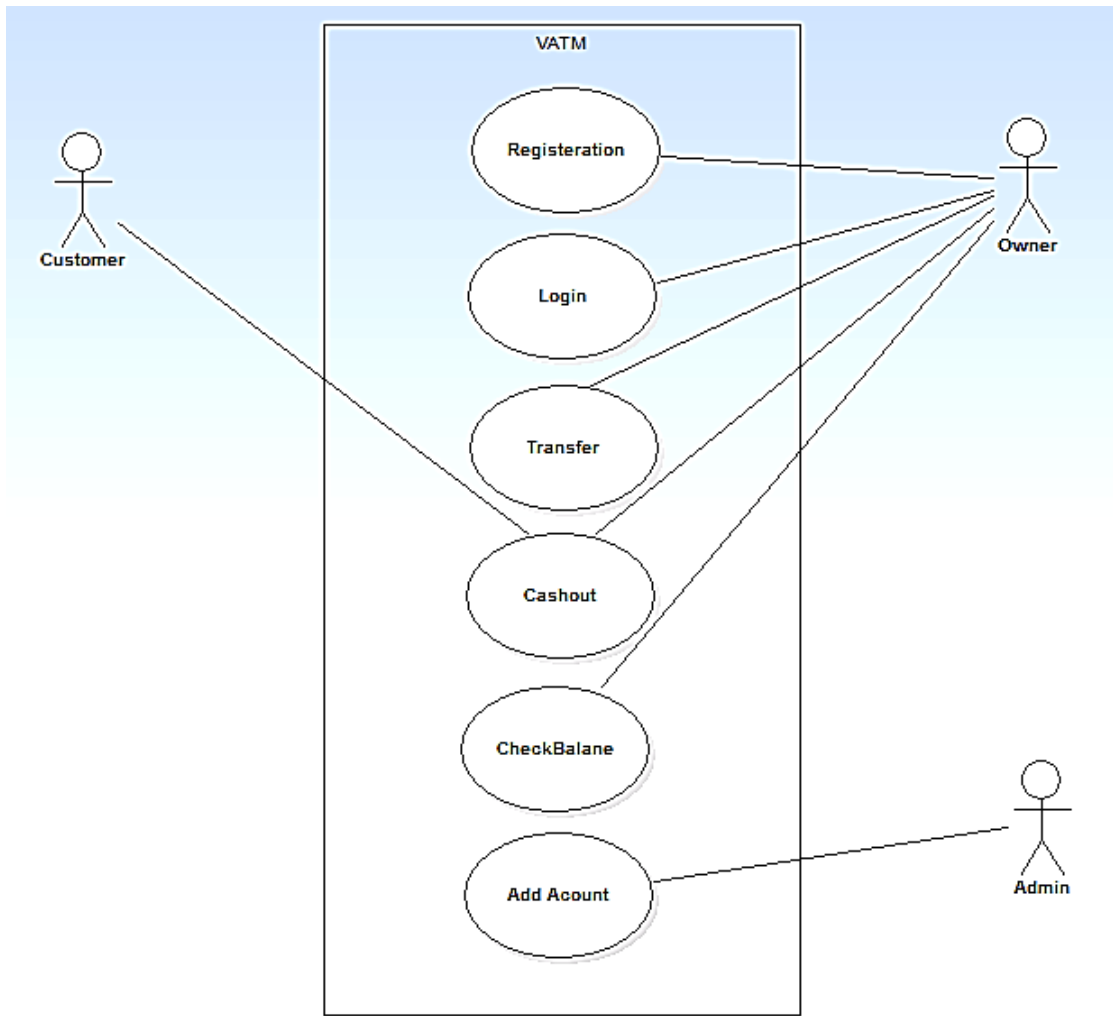 VATM
Registeration
Customer
Owner
Login
Transfer
Cashout
CheckBalane
Add Acount
Admin